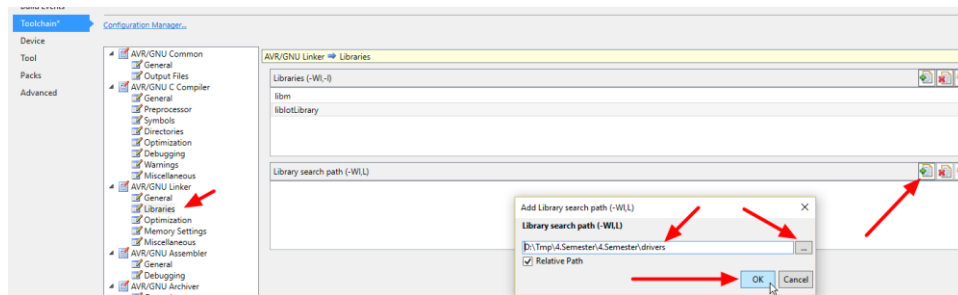 Build Events
Toolchain*
Device
Tool
Packs
Advanced
Configuration Manager...
AVR/GNU Common
General
Output Files
AVR/GNU C Compiler
General
Preprocessor
Symbols
Directories
Optimization
Debugging
Warnings
Miscellaneous
AVR/GNU Linker
General
Libraries
Optimization
Memory Settings
Miscellaneous
AVR/GNU Assembler
General
Debugging
AVR/GNU Archiver
AVR/GNU Linker ➡ Libraries
Libraries (-Wl,-l)
libm
libIotLibrary
Library search path (-Wl,L)
Add Library search path (-Wl,L)
Library search path (-Wl,L)
D:\Tmp\4.Semester\4.Semester\drivers
...
Relative Path
OK
Cancel